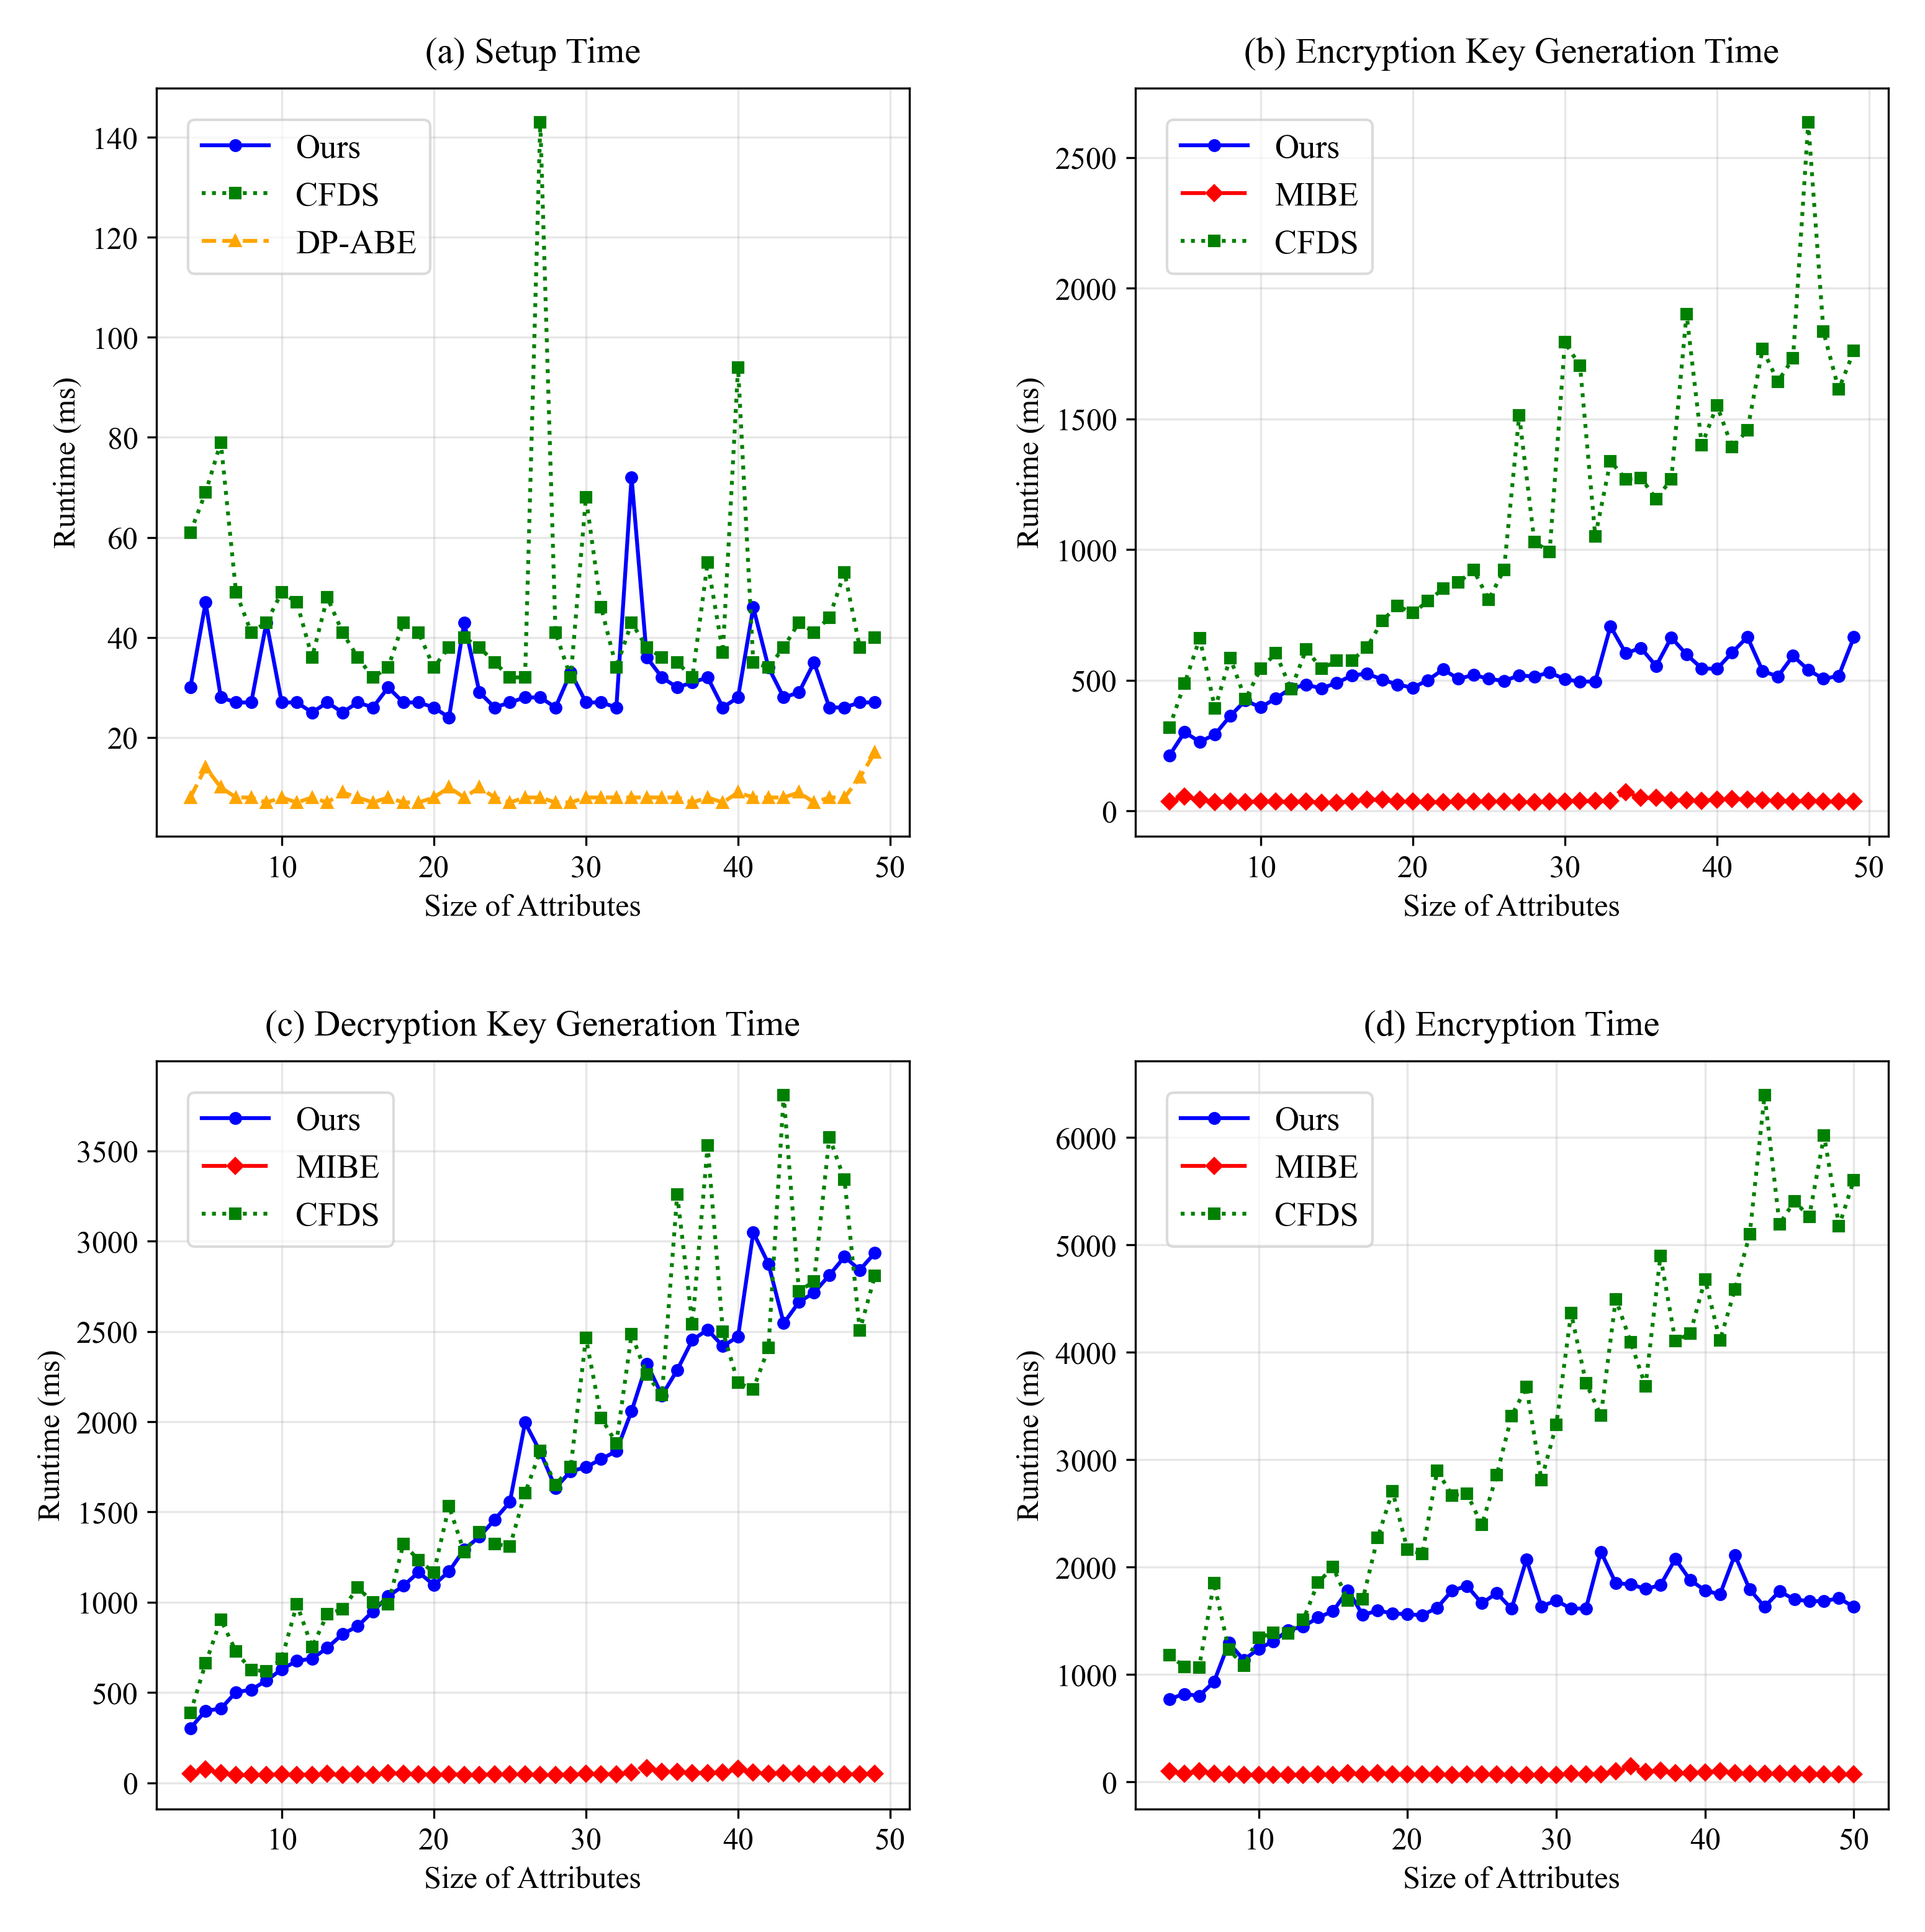 (a) Setup Time
140
120
100
80
60
40
20
Runtime (ms)
Ours
CFDS
DP-ABE
10 20 30 40 50
Size of Attributes
(b) Encryption Key Generation Time
2500
2000
1500
1000
500
0
Runtime (ms)
Ours
MIBE
CFDS
10 20 30 40 50
Size of Attributes
(c) Decryption Key Generation Time
3500
3000
2500
2000
1500
1000
500
0
Runtime (ms)
Ours
MIBE
CFDS
10 20 30 40 50
Size of Attributes
(d) Encryption Time
6000
5000
4000
3000
2000
1000
0
Runtime (ms)
Ours
MIBE
CFDS
10 20 30 40 50
Size of Attributes